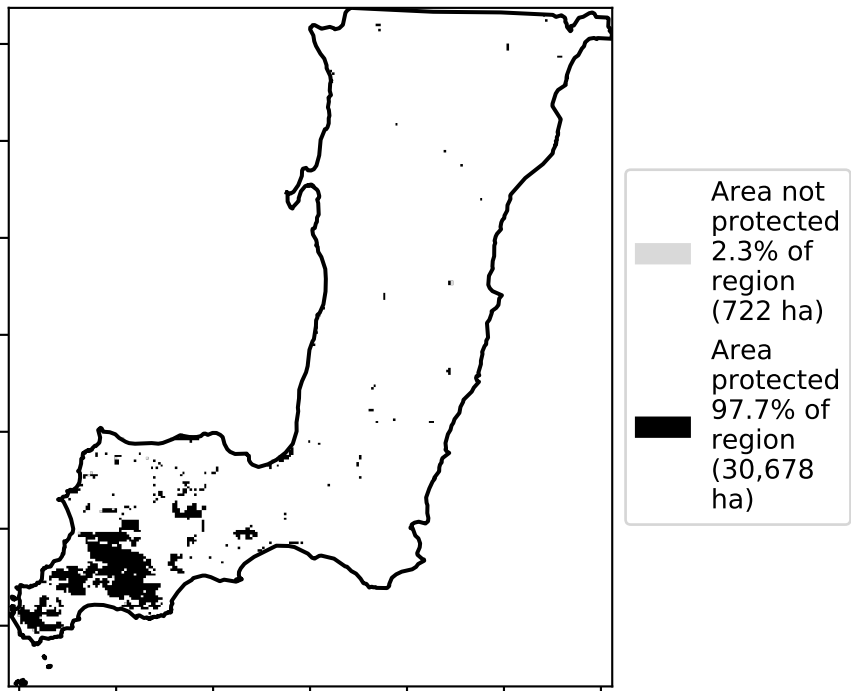 Area not
protected
2.3% of
region
(722 ha)
Area
protected
97.7% of
region
(30,678
ha)